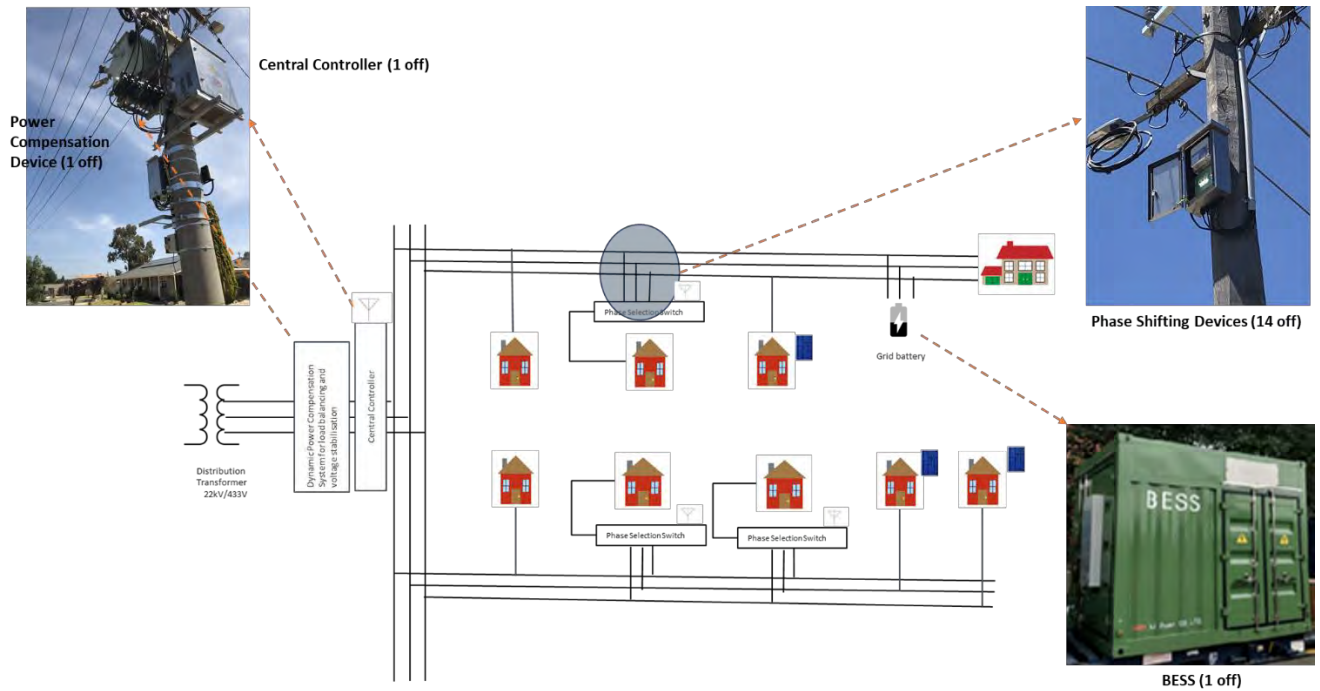 Central Controller (1 off)
Power
Compensation
Device (1 off)
Phase Shifting Devices (14 off)
Phase Selection Switch
Grid battery
Dynamic Power Compensation
System for load balancing and
voltage stabilisation
Central Controller
Distribution
Transformer
22kV/433V
Phase Selection Switch
Phase Selection Switch
BESS
BESS (1 off)